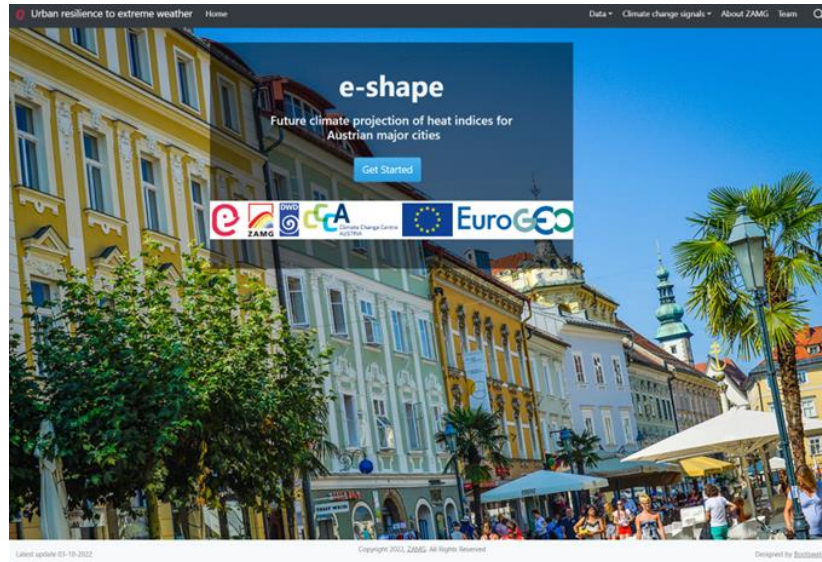 Urban resilience to extreme weather Home Data Climate change signals About ZAMG Team
e-shape
Future climate projection of heat indices for
Austrian major cities
Get Started
e ZAMG DWD CCCA Climate Change Centre AUSTRIA EuroGEO
Latest update 03-10-2022 Copyright 2022, ZAMG, All Rights Reserved Designed by